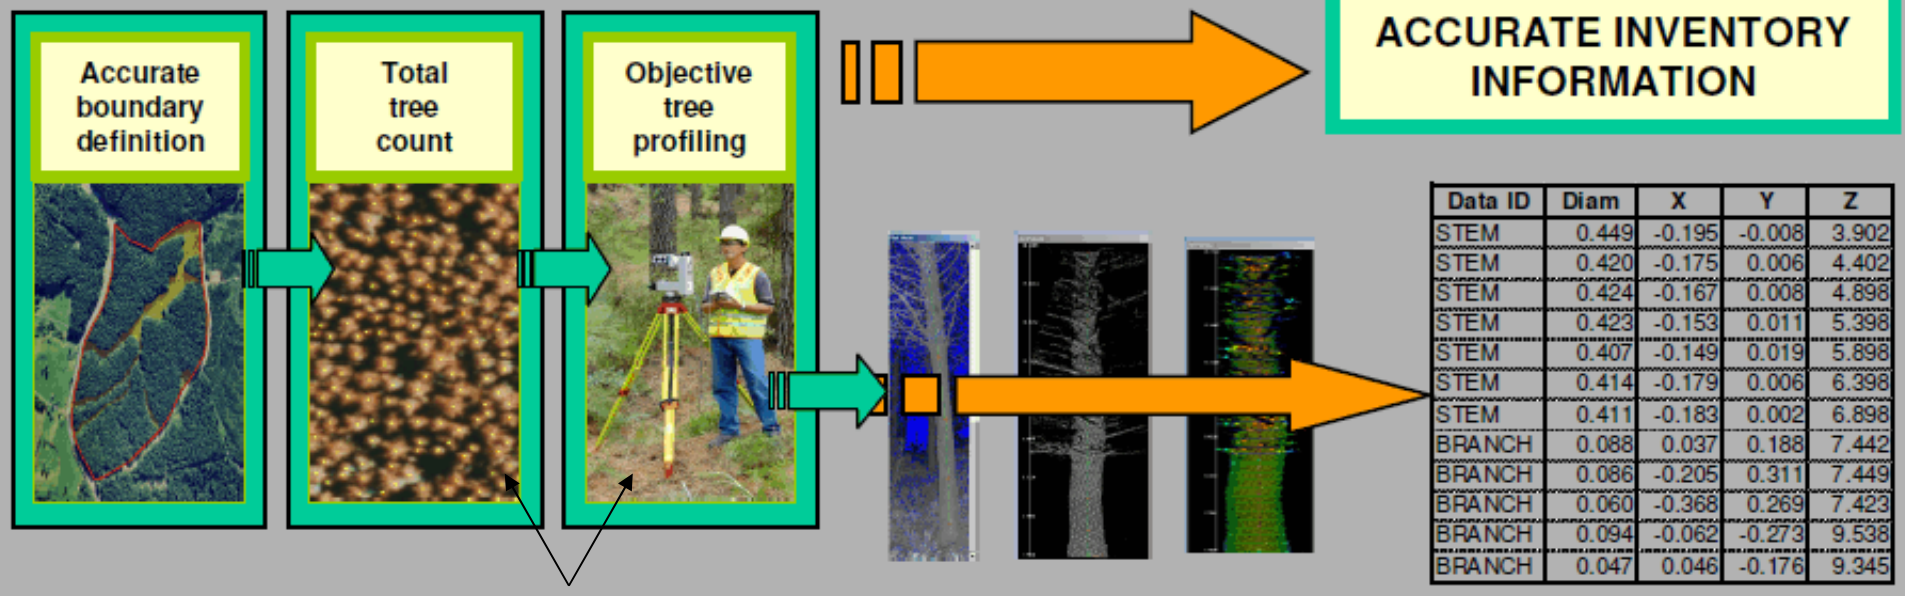 Accurate
boundary
definition
Total
tree
count
Objective
tree
profiling
ACCURATE INVENTORY
INFORMATION
Data ID Diam X Y Z
STEM 0.449 -0.195 -0.008 3.902
STEM 0.420 -0.175 0.006 4.402
STEM 0.424 -0.167 0.008 4.898
STEM 0.423 -0.153 0.011 5.398
STEM 0.407 -0.149 0.019 5.898
STEM 0.414 -0.179 0.006 6.398
STEM 0.411 -0.183 0.002 6.898
BRANCH 0.088 0.037 0.188 7.442
BRANCH 0.086 -0.205 0.311 7.449
BRANCH 0.060 -0.368 0.269 7.423
BRANCH 0.094 -0.062 -0.273 9.538
BRANCH 0.047 0.046 -0.176 9.345